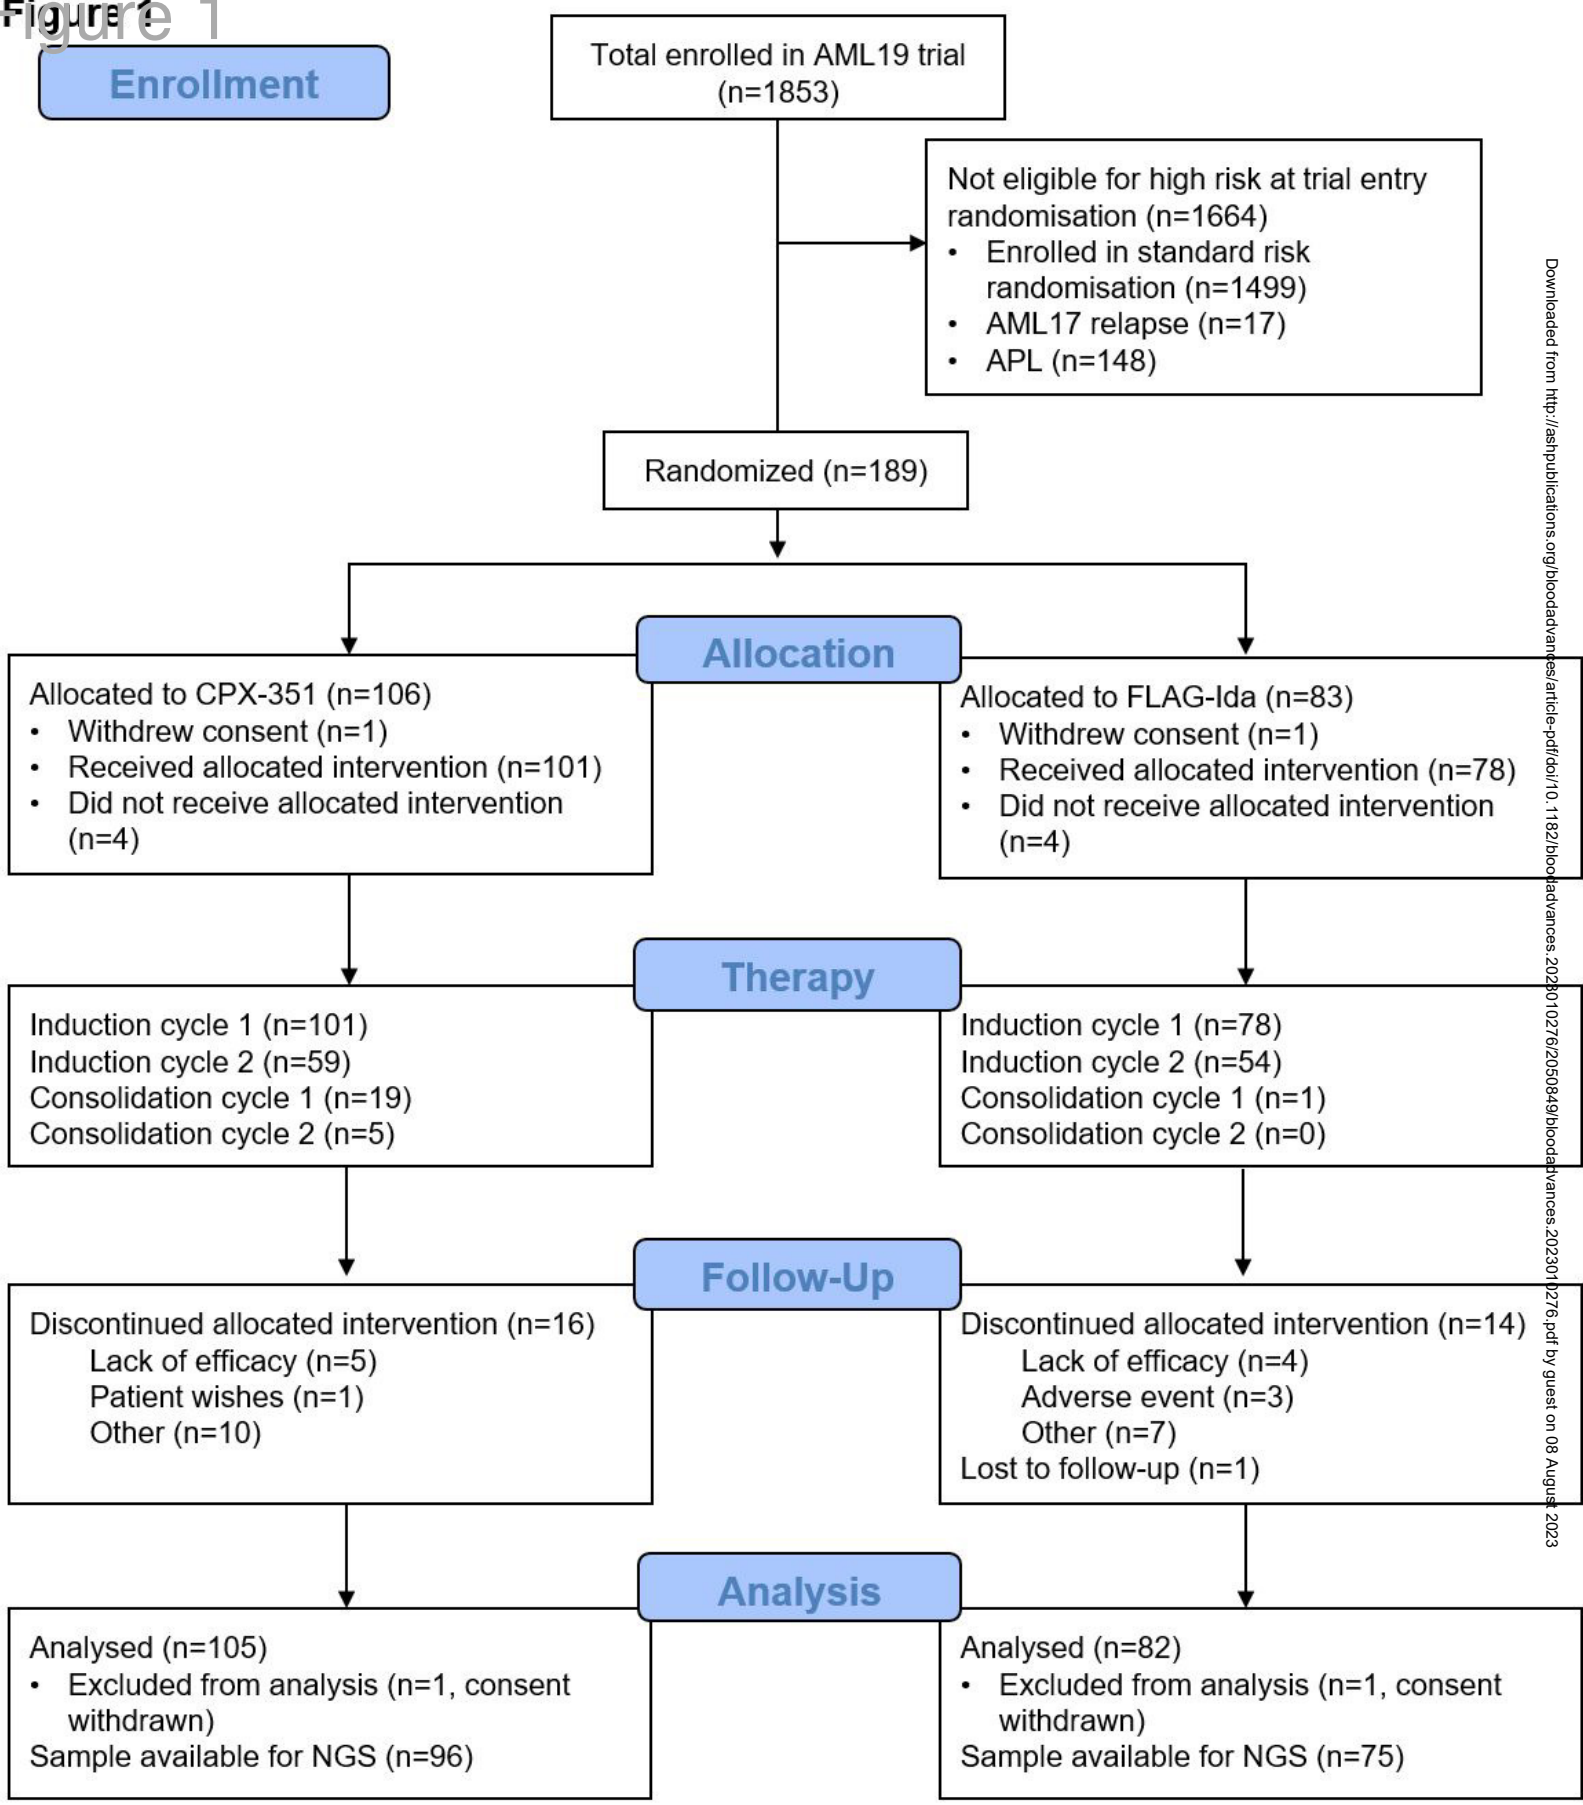 Figure 1
Figure 1
Enrollment
Total enrolled in AML19 trial
(n=1853)
Not eligible for high risk at trial entry
randomisation (n=1664)
• Enrolled in standard risk
randomisation (n=1499)
• AML17 relapse (n=17)
• APL (n=148)
Randomized (n=189)
Allocation
Allocated to CPX-351 (n=106)
• Withdrew consent (n=1)
• Received allocated intervention (n=101)
• Did not receive allocated intervention
(n=4)
Allocated to FLAG-Ida (n=83)
• Withdrew consent (n=1)
• Received allocated intervention (n=78)
• Did not receive allocated intervention
(n=4)
Therapy
Induction cycle 1 (n=101)
Induction cycle 2 (n=59)
Consolidation cycle 1 (n=19)
Consolidation cycle 2 (n=5)
Induction cycle 1 (n=78)
Induction cycle 2 (n=54)
Consolidation cycle 1 (n=1)
Consolidation cycle 2 (n=0)
Follow-Up
Discontinued allocated intervention (n=16)
Lack of efficacy (n=5)
Patient wishes (n=1)
Other (n=10)
Discontinued allocated intervention (n=14)
Lack of efficacy (n=4)
Adverse event (n=3)
Other (n=7)
Lost to follow-up (n=1)
Analysis
Analysed (n=105)
• Excluded from analysis (n=1, consent
withdrawn)
Sample available for NGS (n=96)
Analysed (n=82)
• Excluded from analysis (n=1, consent
withdrawn)
Sample available for NGS (n=75)
Downloaded from http://ashpublications.org/bloodadvances/article-pdf/doi/10.1182/bloodadvances.2023010276/2050849/bloodadvances.2023010276.pdf by guest on 08 August 2023